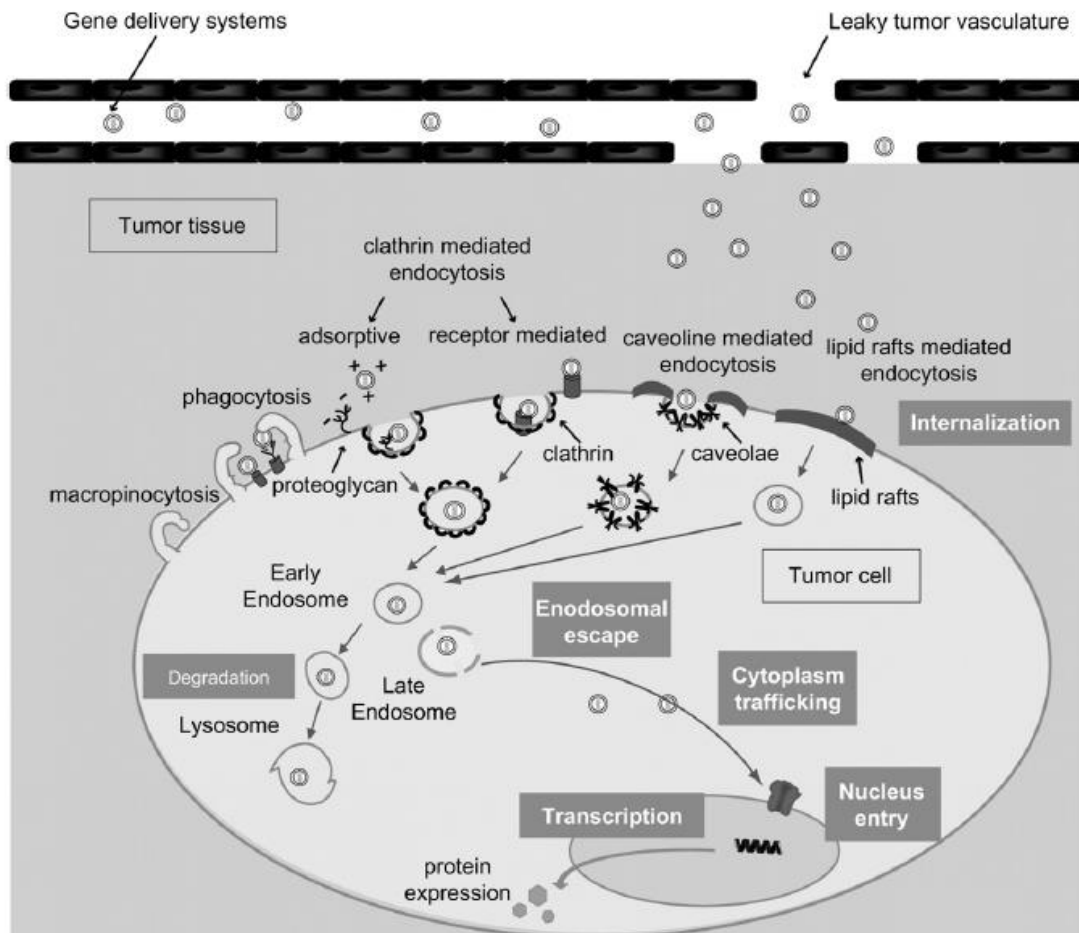 Gene delivery systems
Leaky tumor vasculature
Tumor tissue
clathrin mediated
endocytosis
adsorptive
receptor mediated
caveoline mediated
endocytosis
lipid rafts mediated
endocytosis
phagocytosis
Internalization
macropinocytosis
proteoglycan
clathrin
caveolae
lipid rafts
Early
Endosome
Enodosomal
escape
Tumor cell
Degradation
Late
Endosome
Cytoplasm
trafficking
Lysosome
Transcription
Nucleus
entry
protein
expression